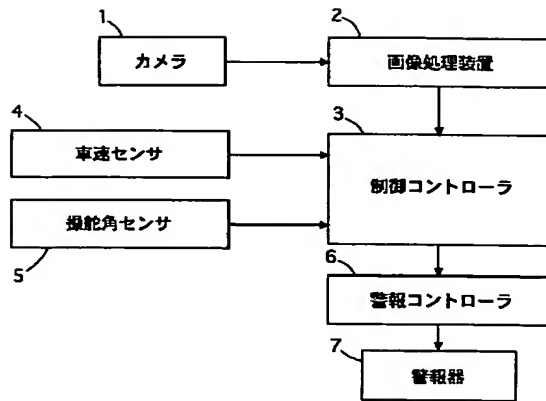 1
カメラ
2
画像処理装置
4
車速センサ
3
制御コントローラ
操舵角センサ
5
6
警報コントローラ
7
警報器